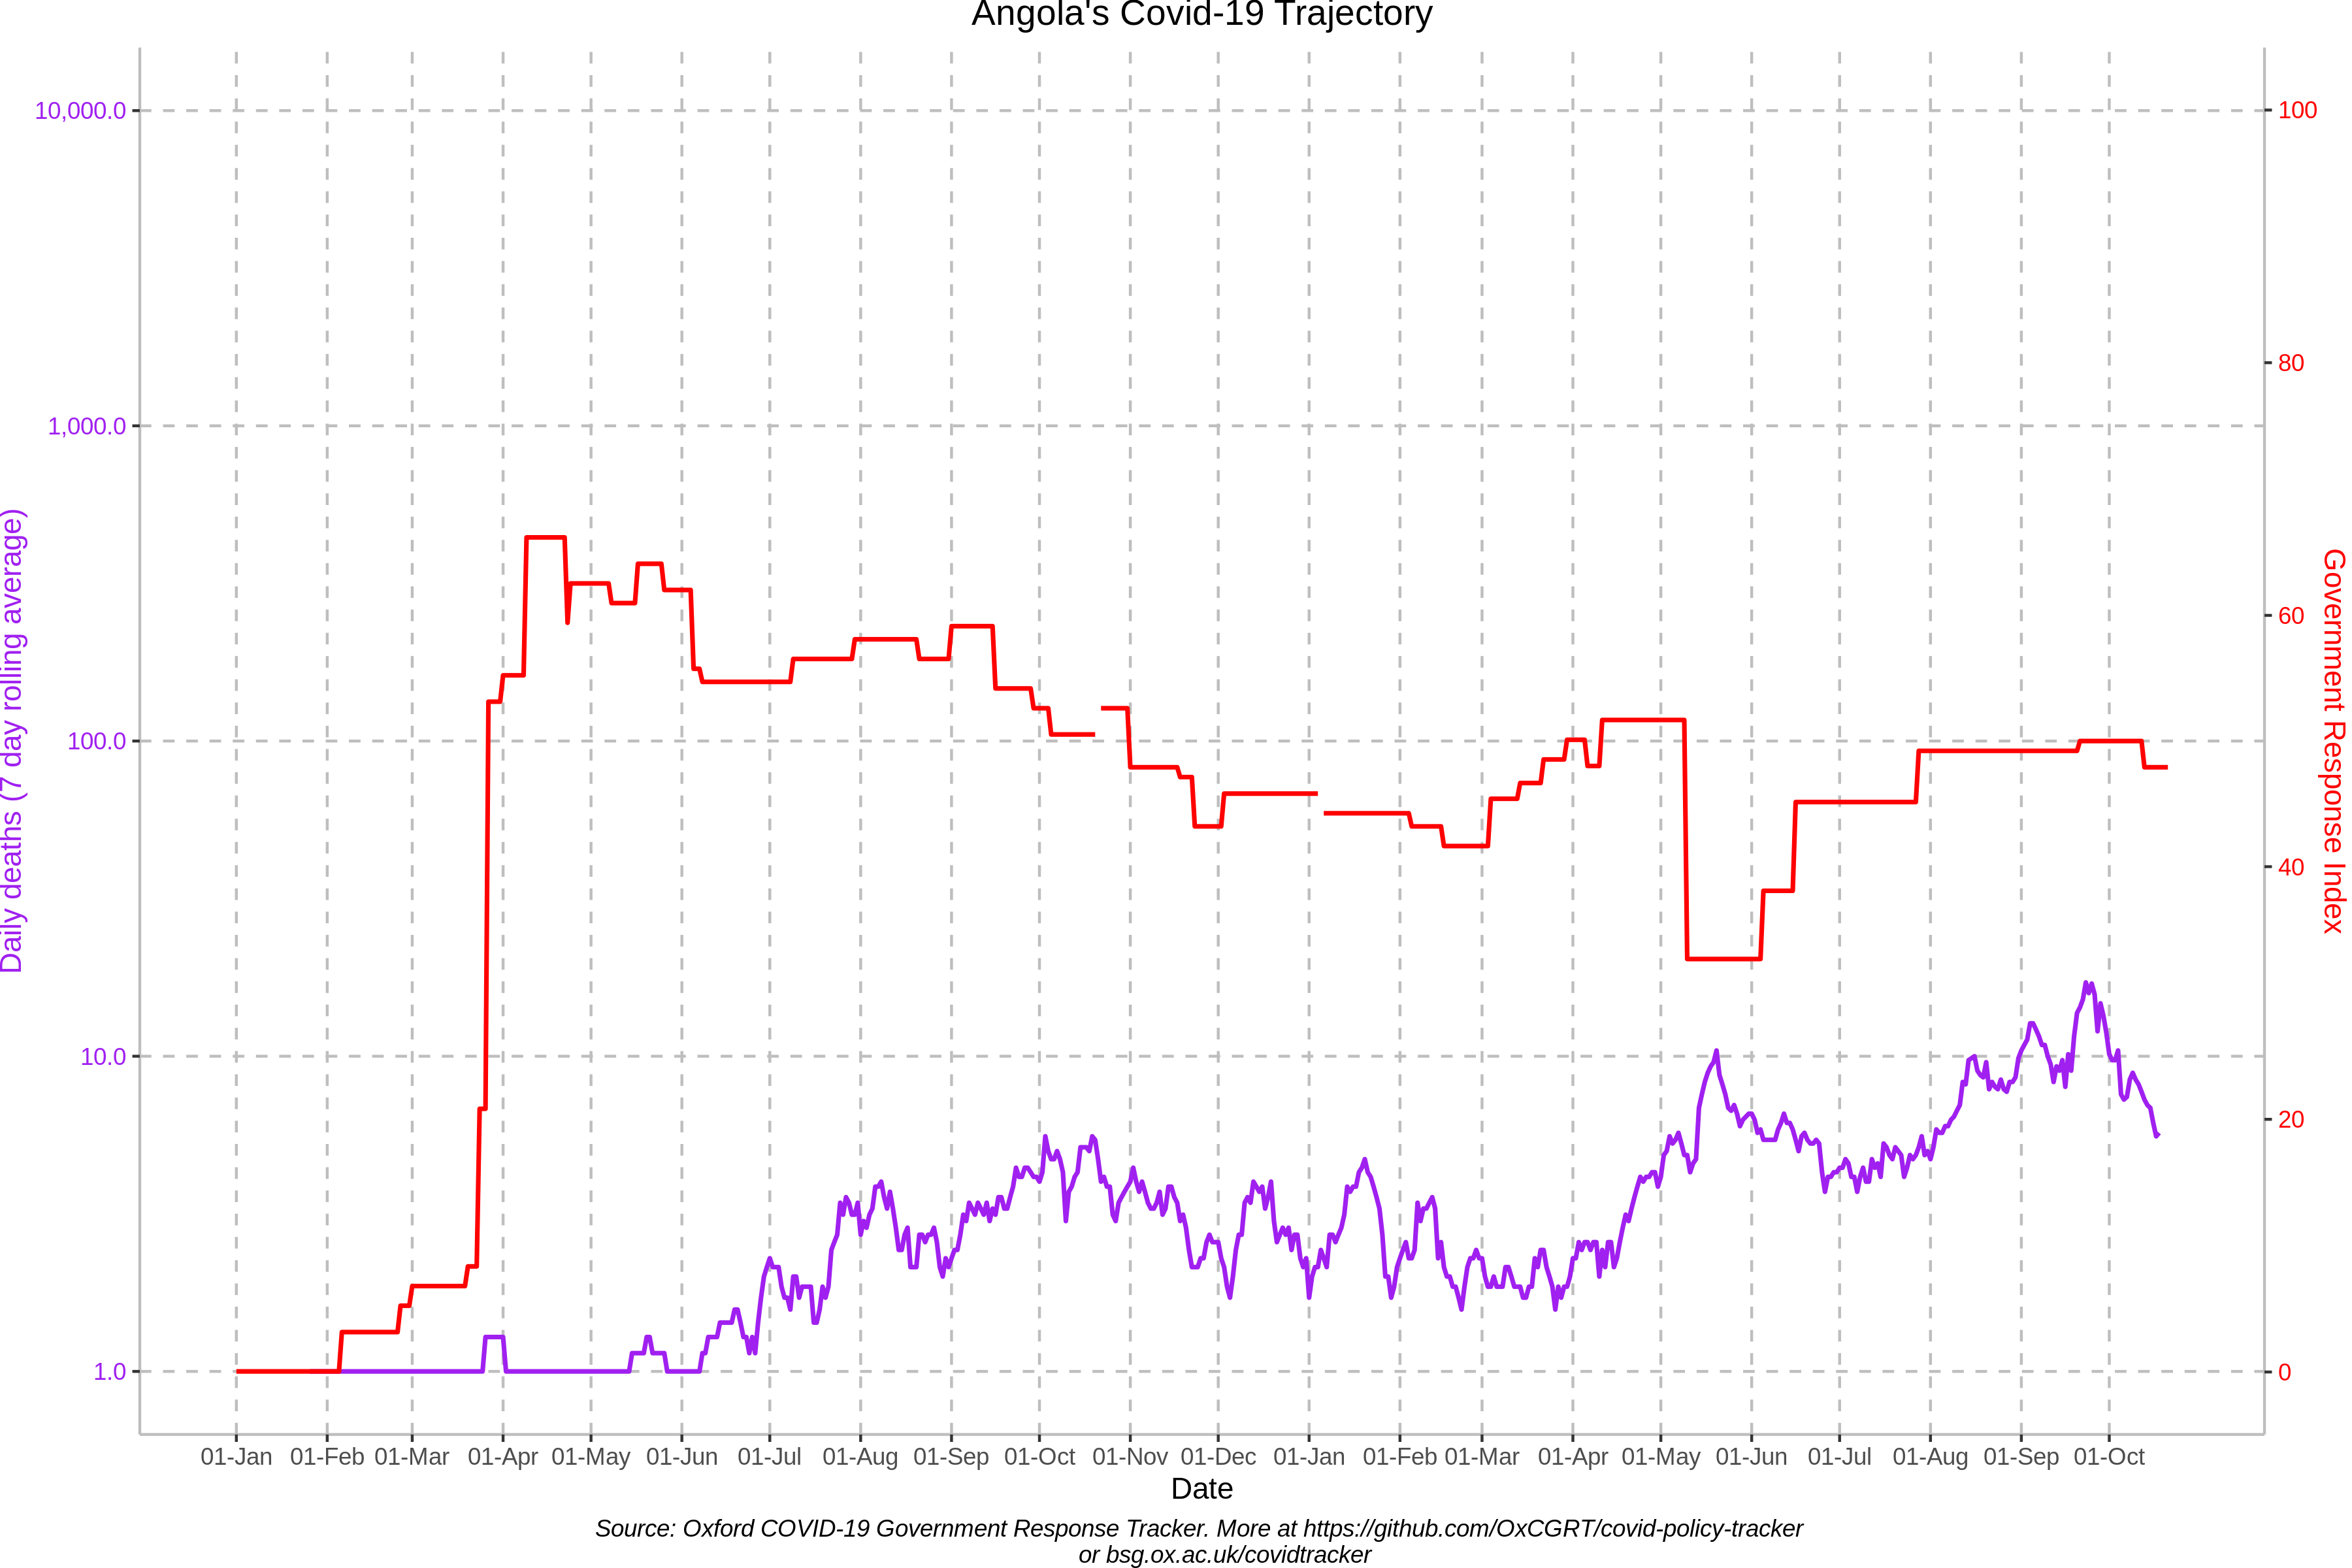 Angola's Covid-19 Trajectory
10,000.0
1,000.0
100.0
10.0
1.0
Daily deaths (7 day rolling average)
100
80
60
40
20
0
Government Response Index
01-Jan 01-Feb 01-Mar 01-Apr 01-May 01-Jun 01-Jul 01-Aug 01-Sep 01-Oct 01-Nov 01-Dec 01-Jan 01-Feb 01-Mar 01-Apr 01-May 01-Jun 01-Jul 01-Aug 01-Sep 01-Oct
Date
Source: Oxford COVID-19 Government Response Tracker. More at https://github.com/OxCGRT/covid-policy-tracker
or bsg.ox.ac.uk/covidtracker